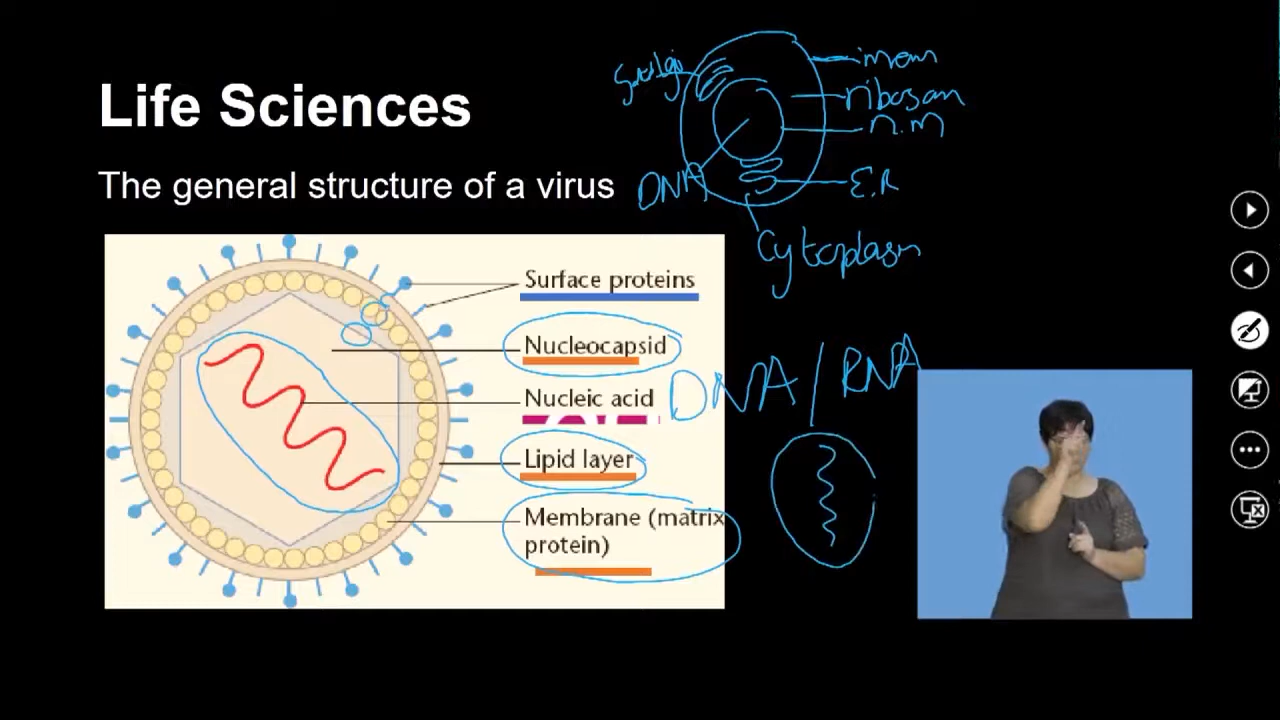 Life Sciences
The general structure of a virus
mem
ribosom
n.m
DNA
E.R
Cytoplasm
Surface proteins
Nucleocapsid
Nucleic acid
DNA/RNA
Lipid layer
Membrane (matrix
protein)